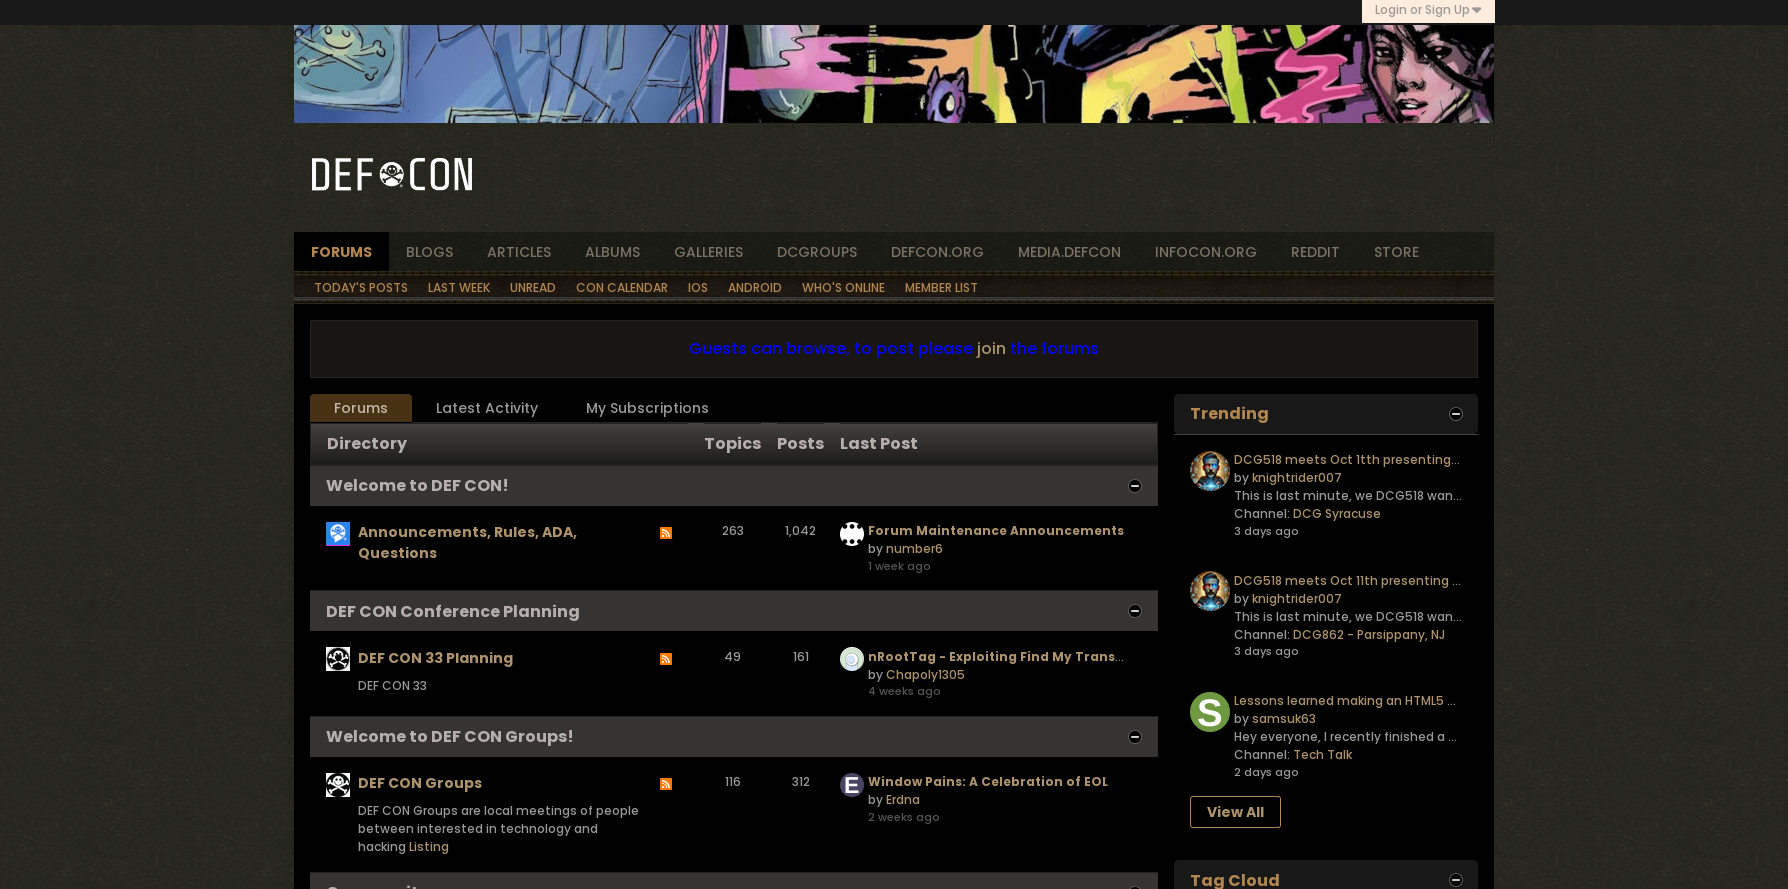 Login or Sign Up
DEF CON
FORUMS BLOGS ARTICLES ALBUMS GALLERIES DCGROUPS DEFCON.ORG MEDIA.DEFCON INFOCON.ORG REDDIT STORE
TODAY'S POSTS LAST WEEK UNREAD CON CALENDAR IOS ANDROID WHO'S ONLINE MEMBER LIST
Guests can browse, to post please join the forums
Forums Latest Activity My Subscriptions
Directory Topics Posts Last Post
Welcome to DEF CON!
Announcements, Rules, ADA, 263 1,042 Forum Maintenance Announcements
Questions by number6
1 week ago
DEF CON Conference Planning
DEF CON 33 Planning 49 161 nRootTag - Exploiting Find My Trans...
DEF CON 33 by Chapoly1305
4 weeks ago
Welcome to DEF CON Groups!
DEF CON Groups 116 312 E Window Pains: A Celebration of EOL
DEF CON Groups are local meetings of people by Erdna
between interested in technology and 2 weeks ago
hacking Listing
Trending
DCG518 meets Oct 1tth presenting...
by knightrider007
This is last minute, we DCG518 wan...
Channel: DCG Syracuse
3 days ago
DCG518 meets Oct 11th presenting ...
by knightrider007
This is last minute, we DCG518 wan...
Channel: DCG862 - Parsippany, NJ
3 days ago
S Lessons learned making an HTML5 ...
by samsuk63
Hey everyone, I recently finished a ...
Channel: Tech Talk
2 days ago
View All
Tag Cloud